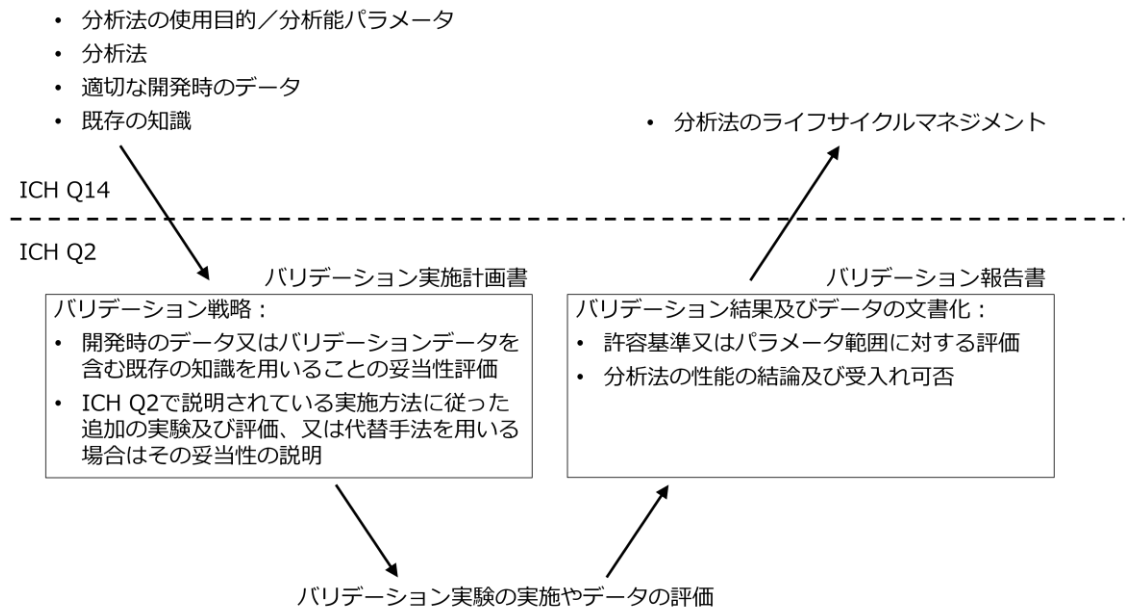 • 分析法の使用目的／分析能パラメータ
• 分析法
• 適切な開発時のデータ
• 既存の知識
• 分析法のライフサイクルマネジメント
ICH Q14
ICH Q2
バリデーション実施計画書
バリデーション戦略：
• 開発時のデータ又はバリデーションデータを
含む既存の知識を用いることの妥当性評価
• ICH Q2で説明されている実施方法に従った
追加の実験及び評価、又は代替手法を用いる
場合はその妥当性の説明
バリデーション報告書
バリデーション結果及びデータの文書化：
• 許容基準又はパラメータ範囲に対する評価
• 分析法の性能の結論及び受入れ可否
バリデーション実験の実施やデータの評価